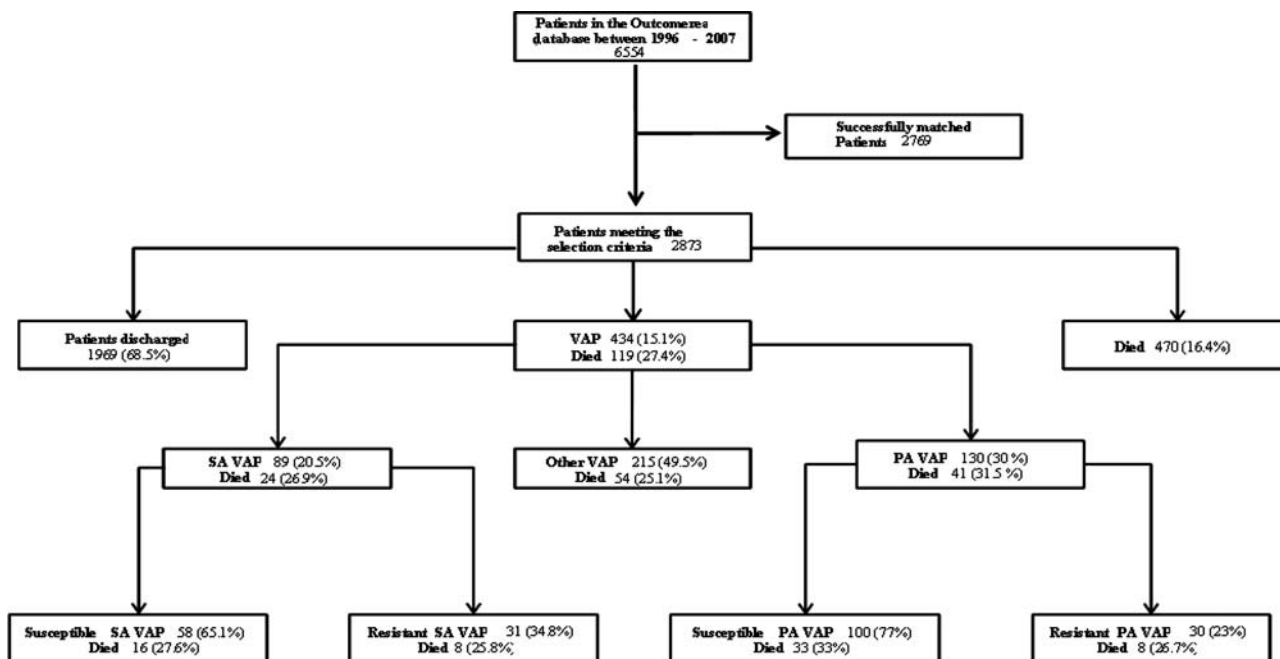 Patients in the Outcomerea
database between 1996 - 2007
6554
Successfully matched
Patients 2769
Patients meeting the
selection criteria 2873
Patients discharged
1969 (68.5%)
VAP 434 (15.1%)
Died 119 (27.4%)
Died 470 (16.4%)
SA VAP 89 (20.5%)
Died 24 (26.9%)
Other VAP 215 (49.5%)
Died 54 (25.1%)
PA VAP 130 (30 %)
Died 41 (31.5 %)
Susceptible SA VAP 58 (65.1%)
Died 16 (27.6%)
Resistant SA VAP 31 (34.8%)
Died 8 (25.8%)
Susceptible PA VAP 100 (77%)
Died 33 (33%)
Resistant PA VAP 30 (23%)
Died 8 (26.7%)